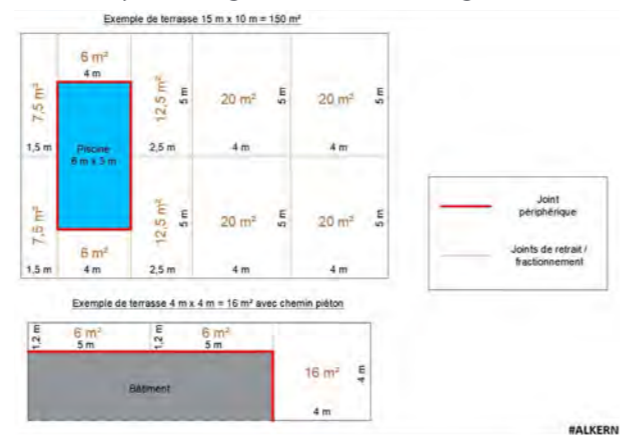 Exemple de terrasse 15 m x 10 m = 150 m²
6 m²
4 m
7,5 m²
12,5 m²
5 m
20 m²
5 m
20 m²
5 m
1,5 m
Piscine
6 m x 3 m
2,5 m
4 m
4 m
7,5 m²
12,5 m²
5 m
20 m²
5 m
20 m²
5 m
6 m²
1,5 m
4 m
2,5 m
4 m
4 m
Joint
périphérique
Joints de retrait /
fractionnement
Exemple de terrasse 4 m x 4 m = 16 m² avec chemin piéton
1,2 m
6 m²
5 m
1,2 m
6 m²
5 m
Bâtiment
16 m²
4 m
4 m
#ALKERN